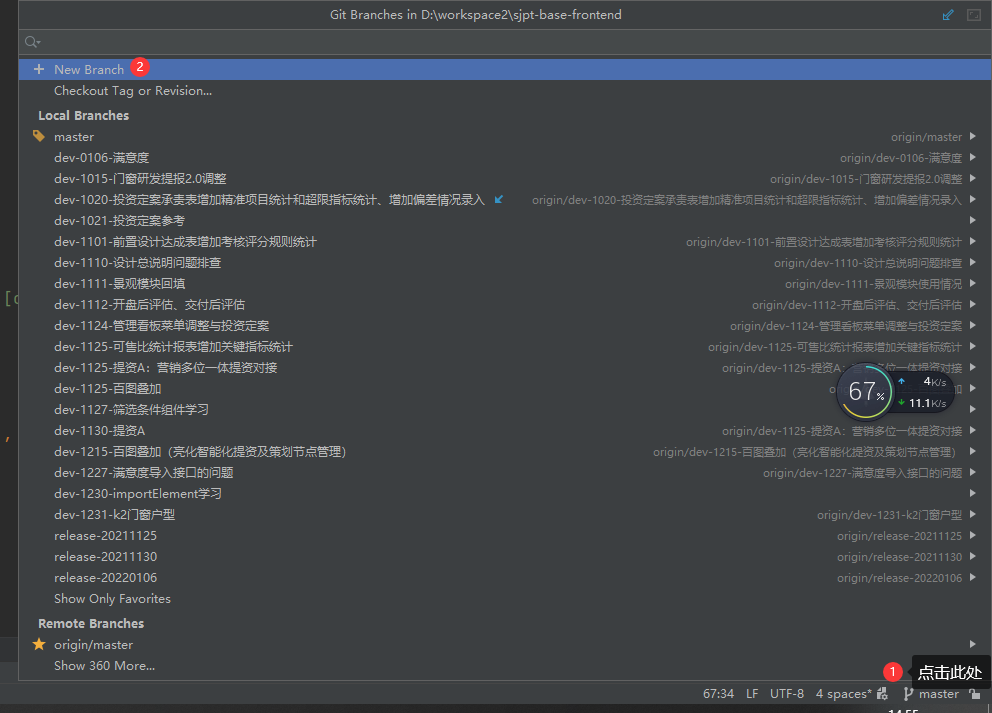 Git Branches in D:\workspace2\sjpt-base-frontend
New Branch 2
Checkout Tag or Revision...
Local Branches
master origin/master
dev-0106-满意度 origin/dev-0106-满意度
dev-1015-门窗研发提报2.0调整 origin/dev-1015-门窗研发提报2.0调整
dev-1020-投资定案承责表增加精准项目统计和超限指标统计、增加偏差情况录入 origin/dev-1020-投资定案承责表增加精准项目统计和超限指标统计、增加偏差情况录入
dev-1021-投资定案参考
dev-1101-前置设计达成表增加考核评分规则统计 origin/dev-1101-前置设计达成表增加考核评分规则统计
dev-1110-设计总说明问题排查 origin/dev-1110-设计总说明问题排查
dev-1111-景观模块回填 origin/dev-1111-景观模块使用情况
dev-1112-开盘后评估、交付后评估 origin/dev-1112-开盘后评估、交付后评估
dev-1124-管理看板菜单调整与投资定案 origin/dev-1124-管理看板菜单调整与投资定案
dev-1125-可售比统计报表增加关键指标统计 origin/dev-1125-可售比统计报表增加关键指标统计
dev-1125-提资A：营销多位一体提资对接 origin/dev-1125-提资A：位一体提资对接
dev-1125-百图叠加
67% 4K/s
11.1K/s
dev-1127-筛选条件组件学习
dev-1130-提资A origin/dev-1125-提资A：营销多位一体提资对接
dev-1215-百图叠加（亮化智能化提资及策划节点管理） origin/dev-1215-百图叠加（亮化智能化提资及策划节点管理）
dev-1227-满意度导入接口的问题 origin/dev-1227-满意度导入接口的问题
dev-1230-importElement学习
dev-1231-k2门窗户型 origin/dev-1231-k2门窗户型
release-20211125 origin/release-20211125
release-20211130 origin/release-20211130
release-20220106 origin/release-20220106
Show Only Favorites
Remote Branches
origin/master
Show 360 More...
1 点击此处
67:34 LF UTF-8 4 spaces* master